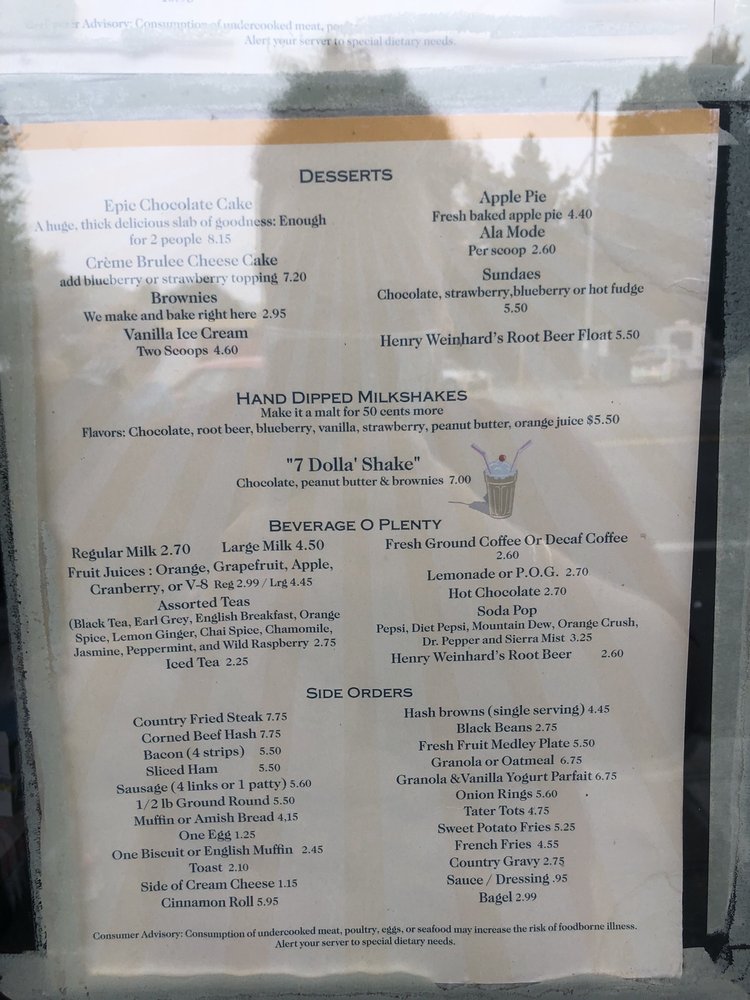 er Advisory: Consumption of undercooked meat,
Alert your server to special dietary needs.
DESSERTS
Epic Chocolate Cake
A huge, thick delicious slab of goodness: Enough
for 2 people 8.15
Crème Brulee Cheese Cake
add blueberry or strawberry topping 7.20
Brownies
We make and bake right here 2.95
Vanilla Ice Cream
Two Scoops 4.60
Apple Pie
Fresh baked apple pie 4.40
Ala Mode
Per scoop 2.60
Sundaes
Chocolate, strawberry,blueberry or hot fudge
5.50
Henry Weinhard's Root Beer Float 5.50
HAND DIPPED MILKSHAKES
Make it a malt for 50 cents more
Flavors: Chocolate, root beer, blueberry, vanilla, strawberry, peanut butter, orange juice $5.50
"7 Dolla' Shake"
Chocolate, peanut butter & brownies 7.00
BEVERAGE O PLENTY
Regular Milk 2.70 Large Milk 4.50
Fruit Juices : Orange, Grapefruit, Apple,
Cranberry, or V-8 Reg 2.99 / Lrg 4.45
Assorted Teas
(Black Tea, Earl Grey, English Breakfast, Orange
Spice, Lemon Ginger, Chai Spice, Chamomile,
Jasmine, Peppermint, and Wild Raspberry 2.75
Iced Tea 2.25
Fresh Ground Coffee Or Decaf Coffee
2.60
Lemonade or P.O.G. 2.70
Hot Chocolate 2.70
Soda Pop
Pepsi, Diet Pepsi, Mountain Dew, Orange Crush,
Dr. Pepper and Sierra Mist 3.25
Henry Weinhard's Root Beer 2.60
SIDE ORDERS
Country Fried Steak 7.75
Corned Beef Hash 7.75
Bacon (4 strips) 5.50
Sliced Ham 5.50
Sausage (4 links or 1 patty) 5.60
1/2 lb Ground Round 5.50
Muffin or Amish Bread 4.15
One Egg 1.25
One Biscuit or English Muffin 2.45
Toast 2.10
Side of Cream Cheese 1.15
Cinnamon Roll 5.95
Hash browns (single serving) 4.45
Black Beans 2.75
Fresh Fruit Medley Plate 5.50
Granola or Oatmeal 6.75
Granola &Vanilla Yogurt Parfait 6.75
Onion Rings 5.60
Tater Tots 4.75
Sweet Potato Fries 5.25
French Fries 4.55
Country Gravy 2.75
Sauce / Dressing .95
Bagel 2.99
Consumer Advisory: Consumption of undercooked meat, poultry, eggs, or seafood may increase the risk of foodborne illness.
Alert your server to special dietary needs.